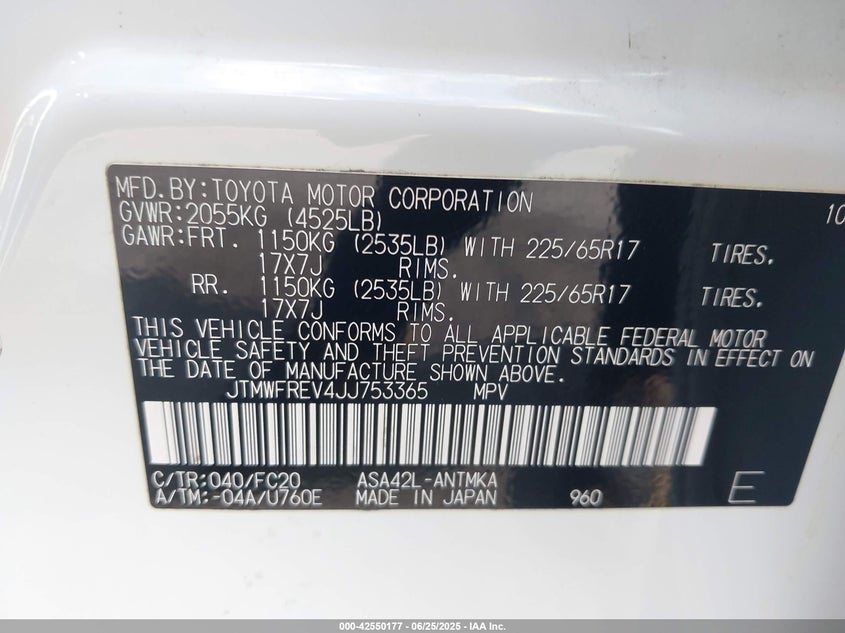 MFD.BY:TOYOTA MOTOR CORPORATION 10
GVWR:2055KG (4525LB)
GAWR:FRT. 1150KG (2535LB) WITH 225/65R17 TIRES.
17X7J RIMS.
RR. 1150KG (2535LB) WITH 225/65R17 TIRES.
17X7J RIMS.
THIS VEHICLE CONFORMS TO ALL APPLICABLE FEDERAL MOTOR
VEHICLE SAFETY AND THEFT PREVENTION STANDARDS IN EFFECT ON
THE DATE OF MANUFACTURE SHOWN ABOVE.
JTMWFREV4JJ753365 MPV
C/TR:040/FC20 ASA42L-ANTMKA
A/TM:-04A/U760E MADE IN JAPAN 960 E
000-42550177 - 06/25/2025 - IAA Inc.